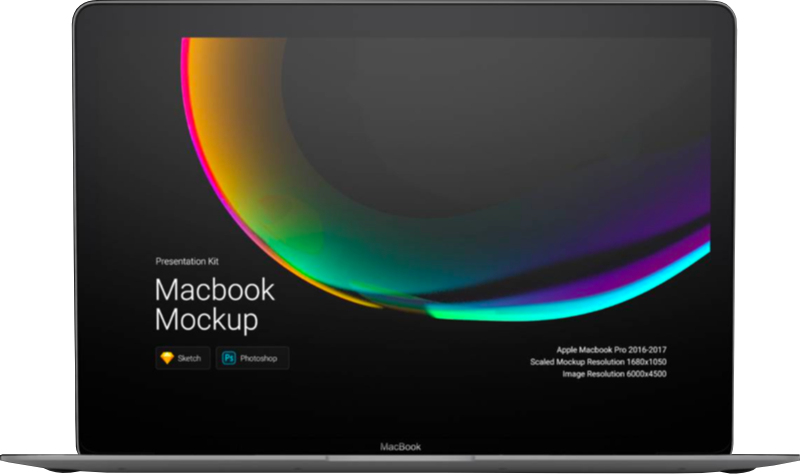 Presentation Kit
Macbook
Mockup
Sketch
Ps Photoshop
Apple Macbook Pro 2016-2017
Scaled Mockup Resolution 1680x1050
Image Resolution 6000x4500
MacBook